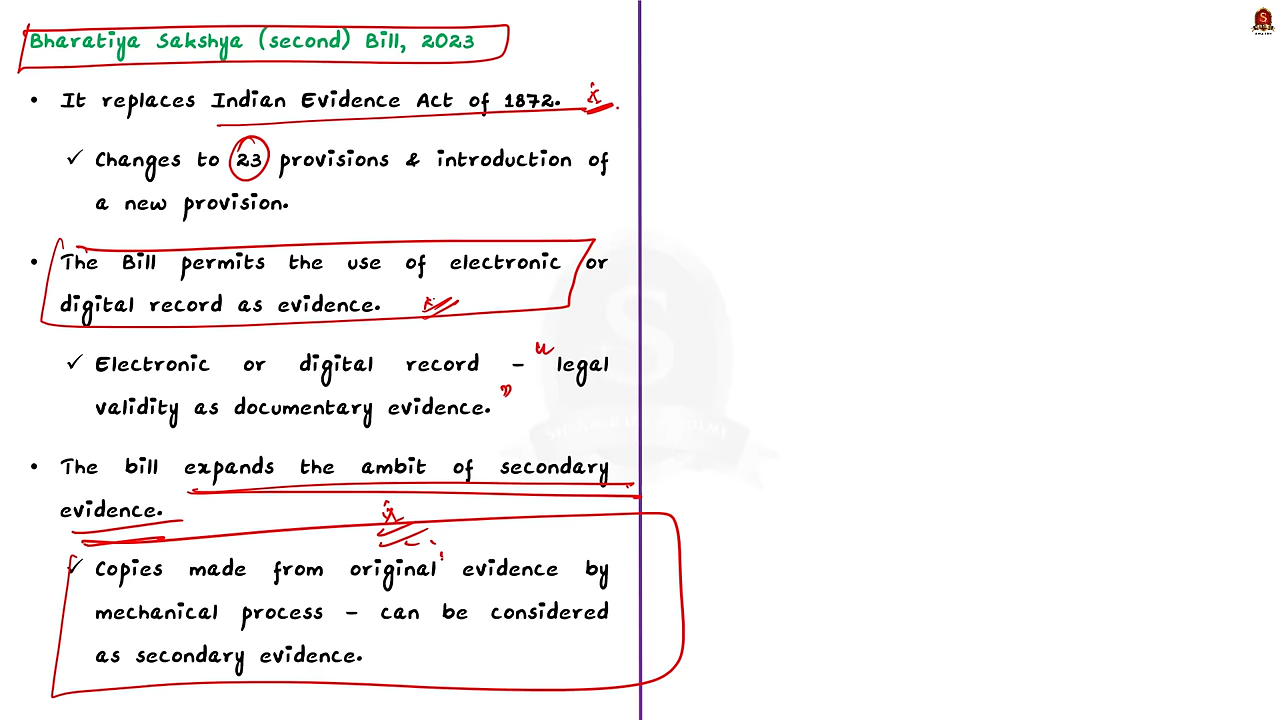 Bharatiya Sakshya (second) Bill, 2023
• It replaces Indian Evidence Act of 1872.
✓ Changes to 23 provisions & introduction of
a new provision.
• The Bill permits the use of electronic or
digital record as evidence.
✓ Electronic or digital record – " legal
validity as documentary evidence. "
• The bill expands the ambit of secondary
evidence.
✓ Copies made from original evidence by
mechanical process – can be considered
as secondary evidence.